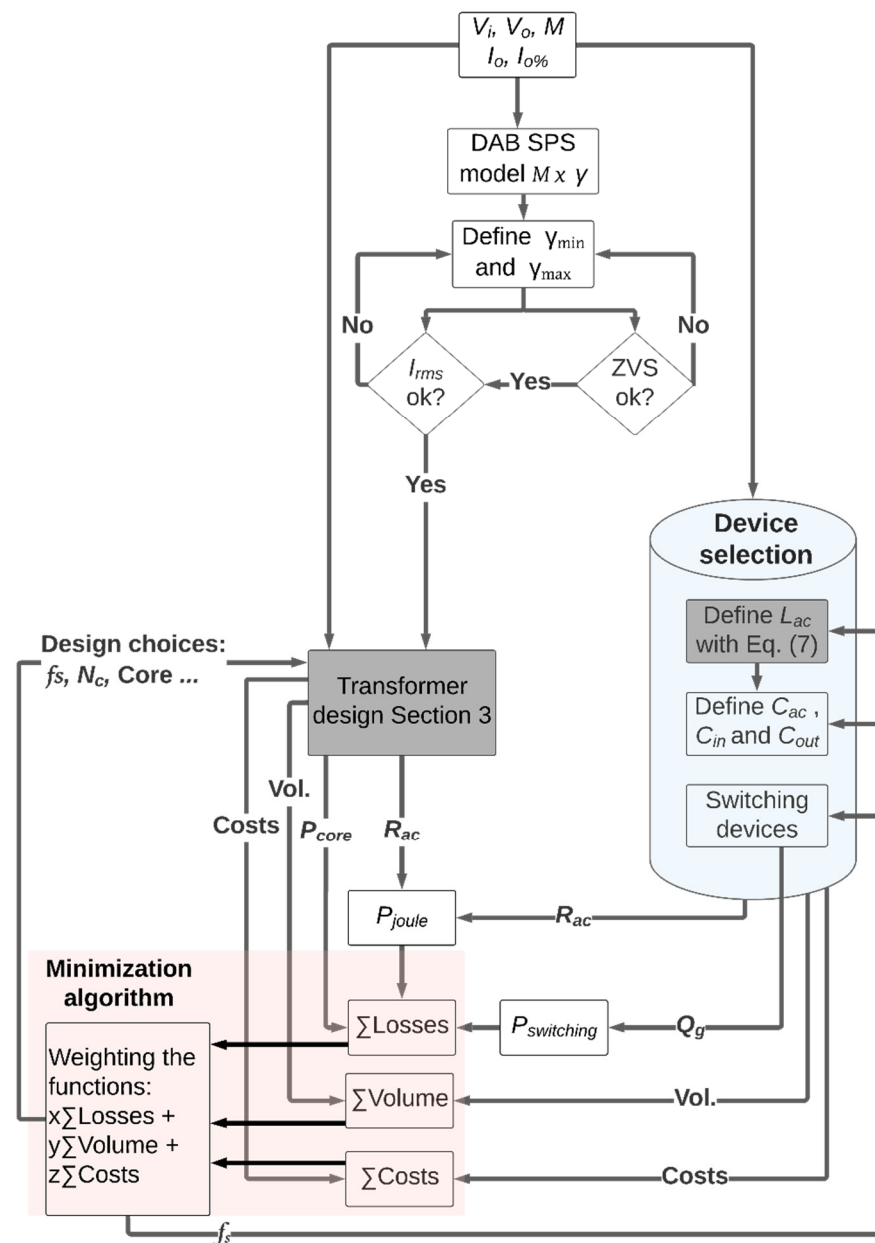 Vi, Vo, M
Io, Io%
DAB SPS
model M x γ
Define γmin
and γmax
No
No
Irms
ok?
Yes
ZVS
ok?
Yes
Device
selection
Define Lac
with Eq. (7)
Define Cac ,
Cin and Cout
Switching
devices
Design choices:
fs, Nc, Core ...
Transformer
design Section 3
Vol.
Costs
Pcore
Rac
Pjoule
Rac
Minimization
algorithm
∑Losses
Pswitching
Qg
Weighting the
functions:
x∑Losses +
y∑Volume +
z∑Costs
∑Volume
Vol.
∑Costs
Costs
fs